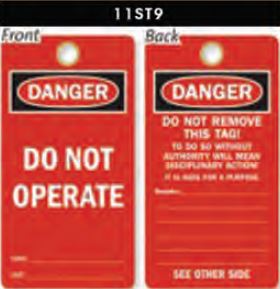 11ST9
Front
Back
DANGER
DO NOT
OPERATE
DANGER
DO NOT REMOVE
THIS TAG!
TO DO SO WITHOUT
AUTHORITY WILL MEAN
DISCIPLINARY ACTION!
IT IS HERE FOR A PURPOSE
Remarks:
SEE OTHER SIDE